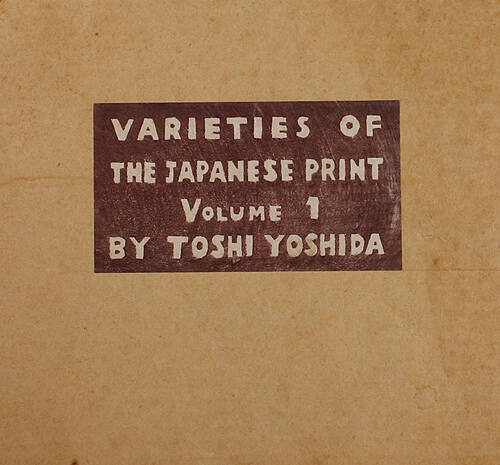 VARIETIES OF
THE JAPANESE PRINT
VOLUME 1
BY TOSHI YOSHIDA